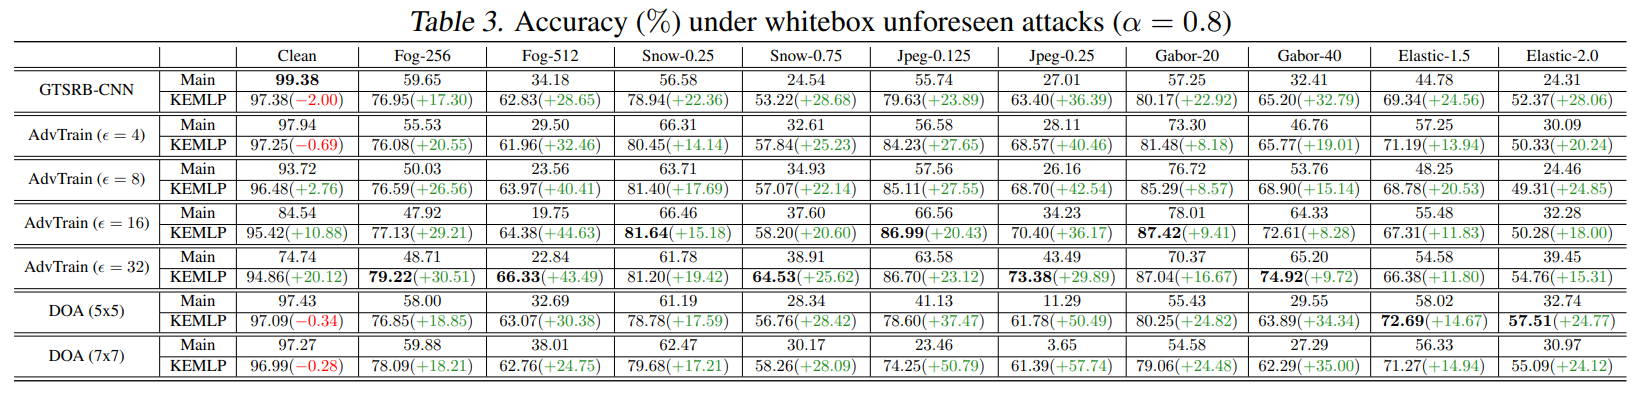 Table 3. Accuracy (%) under whitebox unforeseen attacks (α = 0.8)
Clean Fog-256 Fog-512 Snow-0.25 Snow-0.75 Jpeg-0.125 Jpeg-0.25 Gabor-20 Gabor-40 Elastic-1.5 Elastic-2.0
GTSRB-CNN Main 99.38 59.65 34.18 56.58 24.54 55.74 27.01 57.25 32.41 44.78 24.31
KEMLP 97.38(−2.00) 76.95(+17.30) 62.83(+28.65) 78.94(+22.36) 53.22(+28.68) 79.63(+23.89) 63.40(+36.39) 80.17(+22.92) 65.20(+32.79) 69.34(+24.56) 52.37(+28.06)
AdvTrain (ϵ = 4) Main 97.94 55.53 29.50 66.31 32.61 56.58 28.11 73.30 46.76 57.25 30.09
KEMLP 97.25(−0.69) 76.08(+20.55) 61.96(+32.46) 80.45(+14.14) 57.84(+25.23) 84.23(+27.65) 68.57(+40.46) 81.48(+8.18) 65.77(+19.01) 71.19(+13.94) 50.33(+20.24)
AdvTrain (ϵ = 8) Main 93.72 50.03 23.56 63.71 34.93 57.56 26.16 76.72 53.76 48.25 24.46
KEMLP 96.48(+2.76) 76.59(+26.56) 63.97(+40.41) 81.40(+17.69) 57.07(+22.14) 85.11(+27.55) 68.70(+42.54) 85.29(+8.57) 68.90(+15.14) 68.78(+20.53) 49.31(+24.85)
AdvTrain (ϵ = 16) Main 84.54 47.92 19.75 66.46 37.60 66.56 34.23 78.01 64.33 55.48 32.28
KEMLP 95.42(+10.88) 77.13(+29.21) 64.38(+44.63) 81.64(+15.18) 58.20(+20.60) 86.99(+20.43) 70.40(+36.17) 87.42(+9.41) 72.61(+8.28) 67.31(+11.83) 50.28(+18.00)
AdvTrain (ϵ = 32) Main 74.74 48.71 22.84 61.78 38.91 63.58 43.49 70.37 65.20 54.58 39.45
KEMLP 94.86(+20.12) 79.22(+30.51) 66.33(+43.49) 81.20(+19.42) 64.53(+25.62) 86.70(+23.12) 73.38(+29.89) 87.04(+16.67) 74.92(+9.72) 66.38(+11.80) 54.76(+15.31)
DOA (5x5) Main 97.43 58.00 32.69 61.19 28.34 41.13 11.29 55.43 29.55 58.02 32.74
KEMLP 97.09(−0.34) 76.85(+18.85) 63.07(+30.38) 78.78(+17.59) 56.76(+28.42) 78.60(+37.47) 61.78(+50.49) 80.25(+24.82) 63.89(+34.34) 72.69(+14.67) 57.51(+24.77)
DOA (7x7) Main 97.27 59.88 38.01 62.47 30.17 23.46 3.65 54.58 27.29 56.33 30.97
KEMLP 96.99(−0.28) 78.09(+18.21) 62.76(+24.75) 79.68(+17.21) 58.26(+28.09) 74.25(+50.79) 61.39(+57.74) 79.06(+24.48) 62.29(+35.00) 71.27(+14.94) 55.09(+24.12)